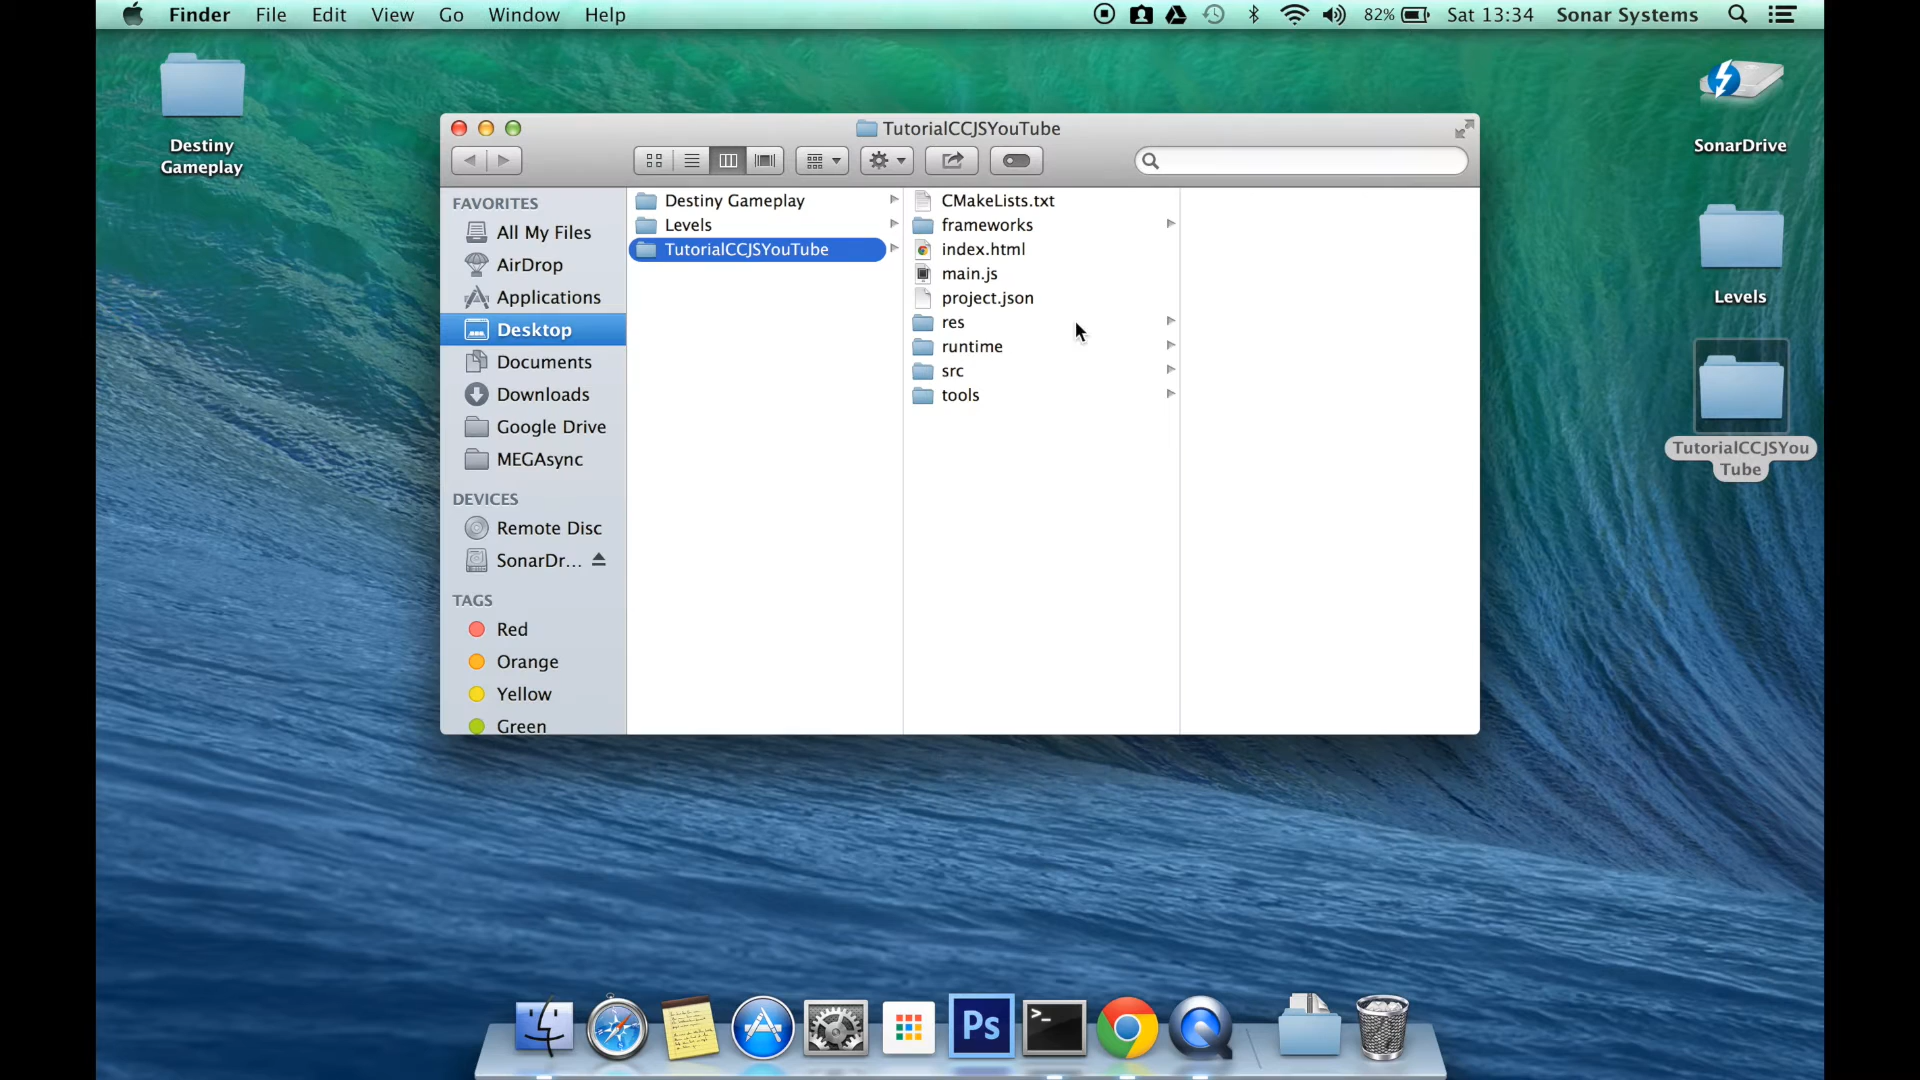 Finder File Edit View Go Window Help 82% Sat 13:34 Sonar Systems
Destiny
Gameplay
SonarDrive
Levels
TutorialCCJSYou
Tube
TutorialCCJSYouTube
FAVORITES
All My Files
AirDrop
Applications
Desktop
Documents
Downloads
Google Drive
MEGAsync
DEVICES
Remote Disc
SonarDr...
TAGS
Red
Orange
Yellow
Green
Destiny Gameplay
Levels
TutorialCCJSYouTube
CMakeLists.txt
frameworks
index.html
main.js
project.json
res
runtime
src
tools
Ps
>_